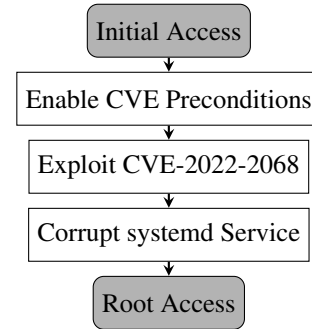 Initial Access
Enable CVE Preconditions
Exploit CVE-2022-2068
Corrupt systemd Service
Root Access